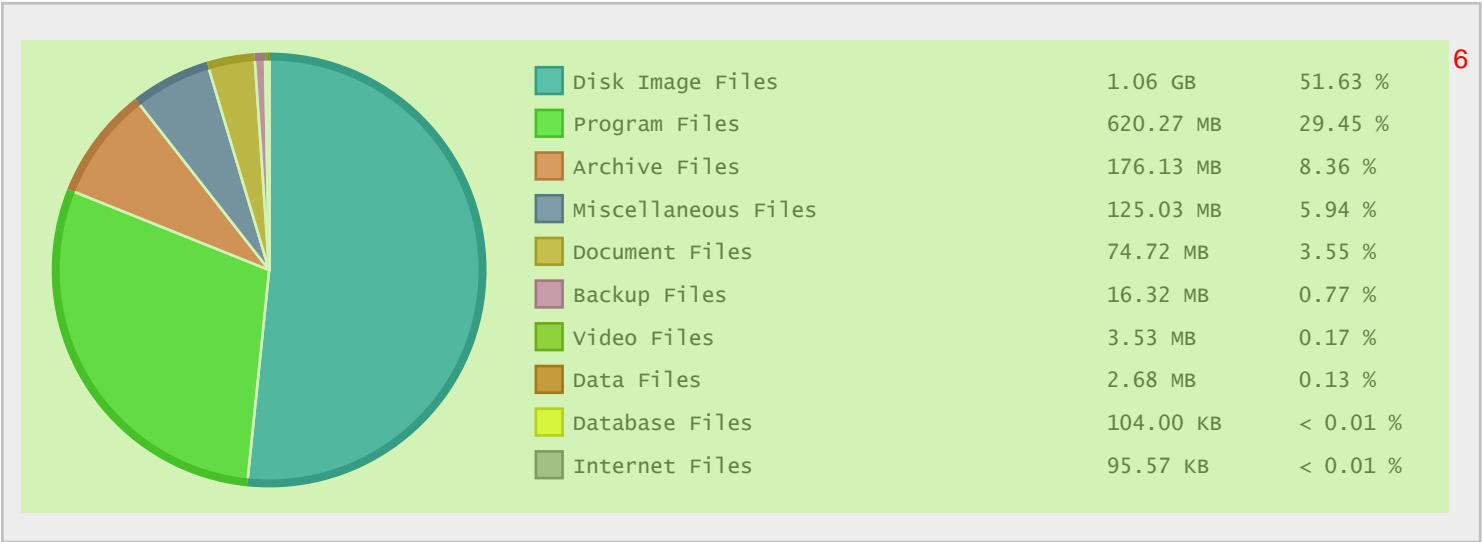 6
Disk Image Files 1.06 GB 51.63 %
Program Files 620.27 MB 29.45 %
Archive Files 176.13 MB 8.36 %
Miscellaneous Files 125.03 MB 5.94 %
Document Files 74.72 MB 3.55 %
Backup Files 16.32 MB 0.77 %
Video Files 3.53 MB 0.17 %
Data Files 2.68 MB 0.13 %
Database Files 104.00 KB < 0.01 %
Internet Files 95.57 KB < 0.01 %